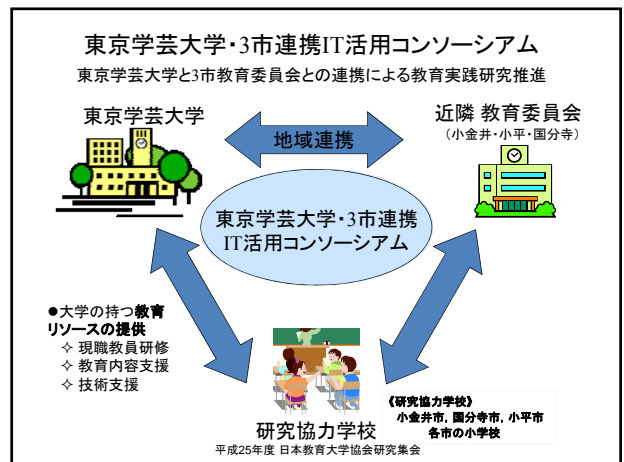 東京学芸大学・3市連携IT活用コンソーシアム
東京学芸大学と3市教育委員会との連携による教育実践研究推進
東京学芸大学
近隣 教育委員会
(小金井・小平・国分寺)
地域連携
東京学芸大学・3市連携
IT活用コンソーシアム
●大学の持つ教育
リソースの提供
✧ 現職教員研修
✧ 教育内容支援
✧ 技術支援
研究協力学校
《研究協力学校》
小金井市，国分寺市，小平市
各市の小学校
平成25年度 日本教育大学協会研究集会